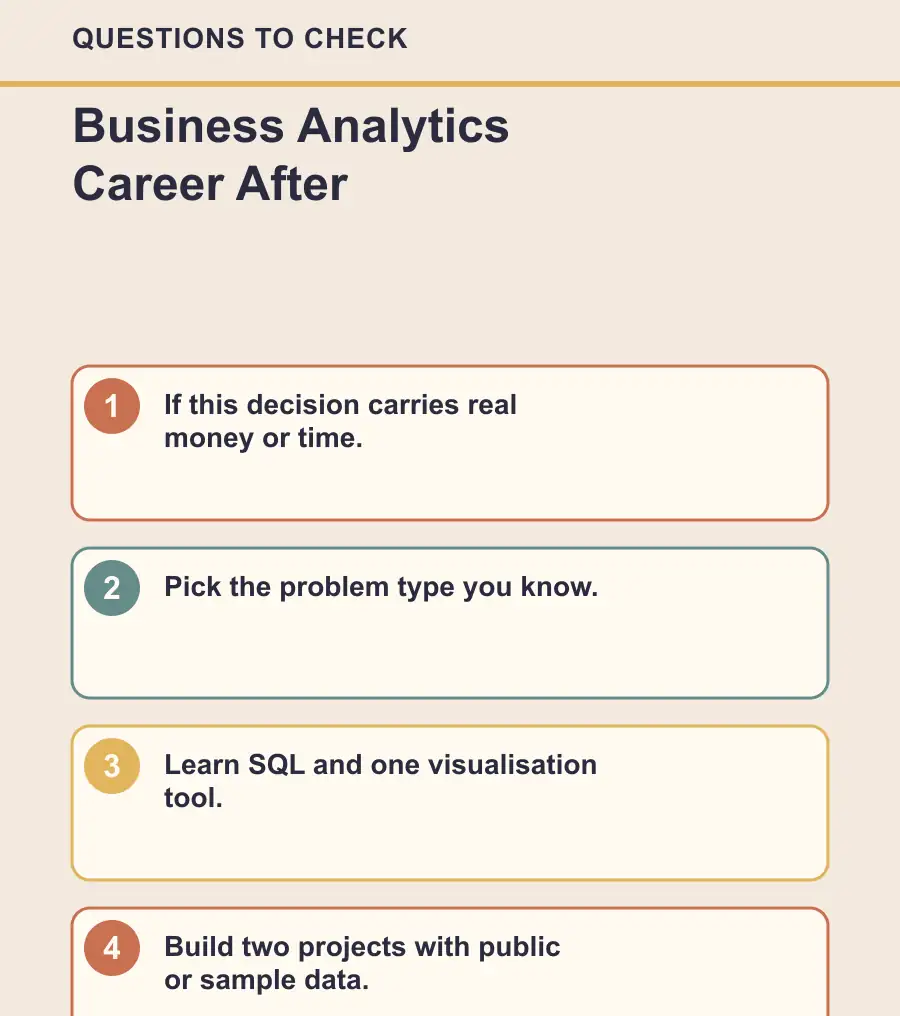 QUESTIONS TO CHECK
Business Analytics
Career After
1
If this decision carries real
money or time.
2
Pick the problem type you know.
3
Learn SQL and one visualisation
tool.
4
Build two projects with public
or sample data.